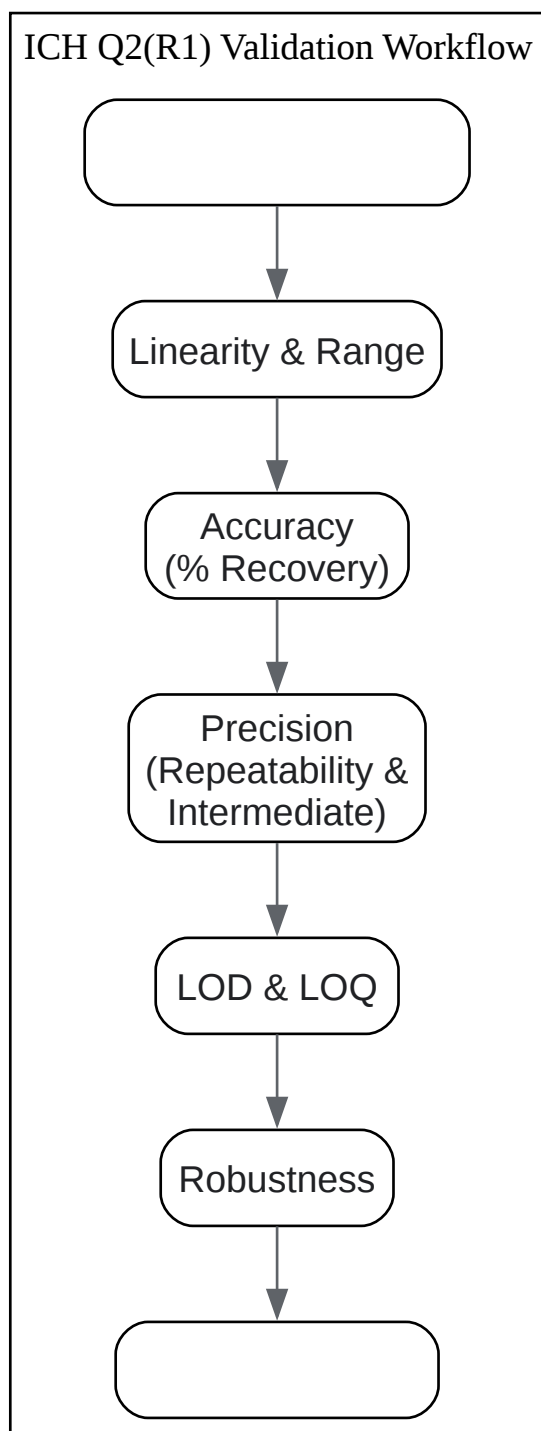 ICH Q2(R1) Validation Workflow
Linearity & Range
Accuracy
(% Recovery)
Precision
(Repeatability &
Intermediate)
LOD & LOQ
Robustness